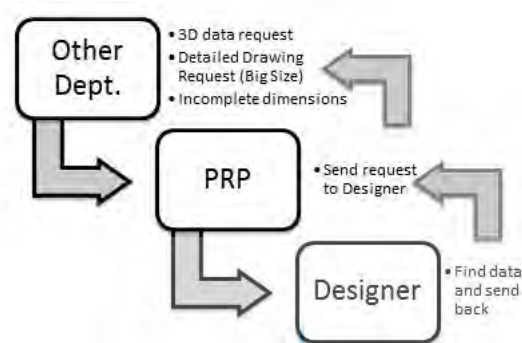 Other
Dept.
• 3D data request
• Detailed Drawing
Request (Big Size)
• Incomplete dimensions
PRP
• Send request
to Designer
Designer
• Find data
and send
back